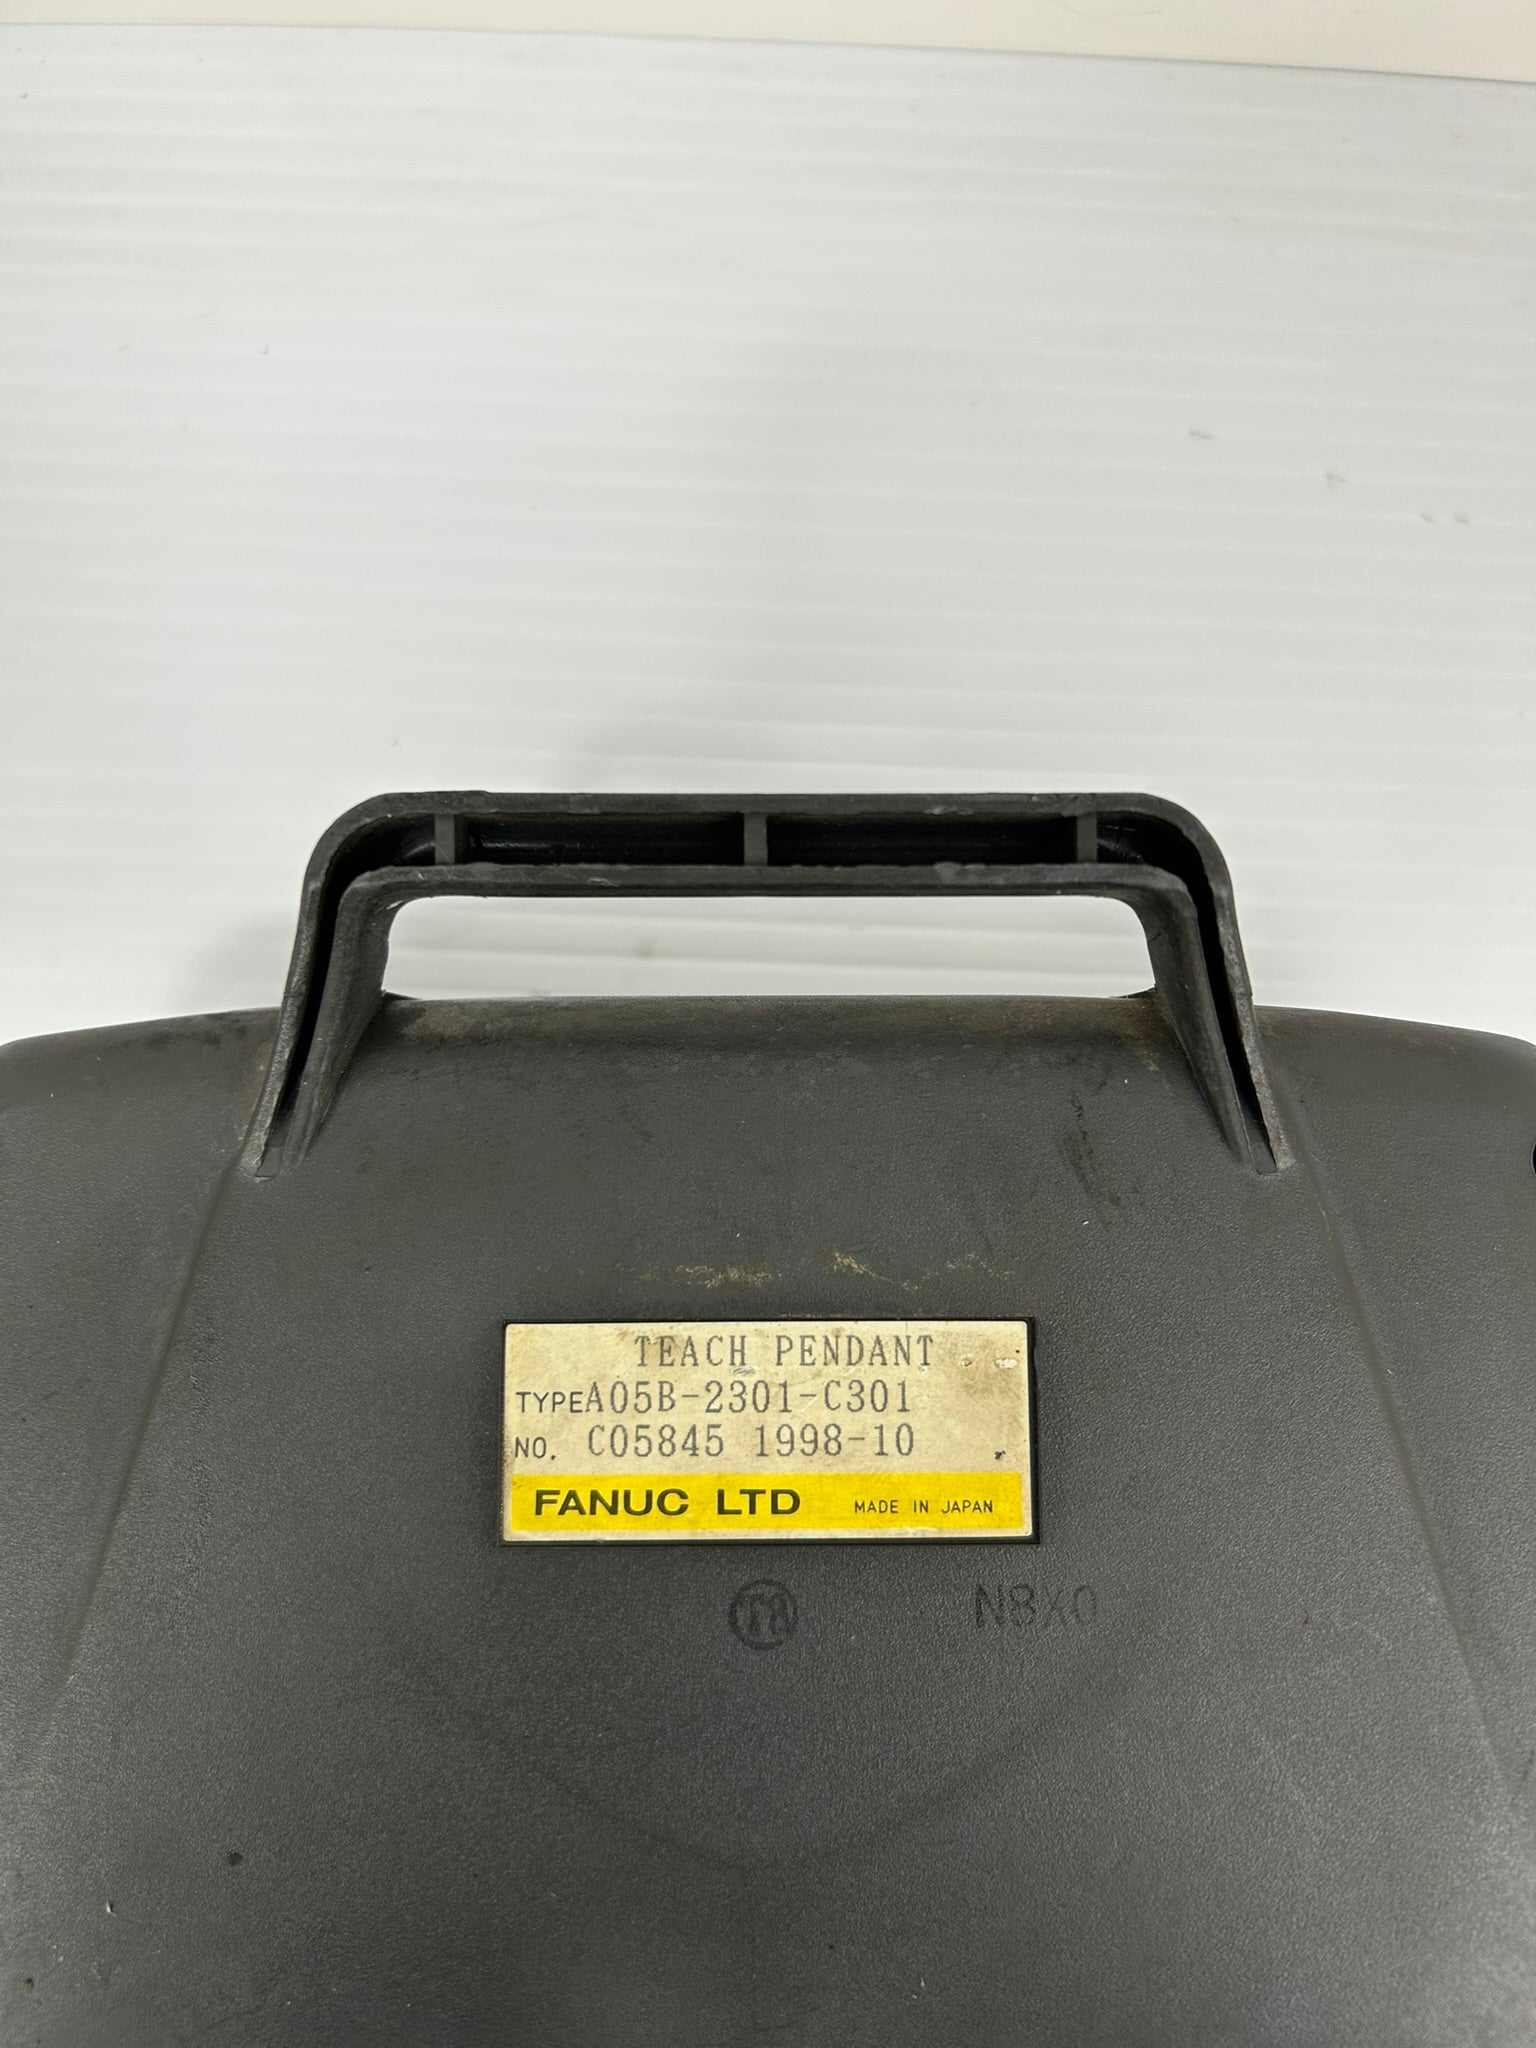 TEACH PENDANT
TYPE A05B-2301-C301
NO. C05845 1998-10
FANUC LTD MADE IN JAPAN
m N8X0